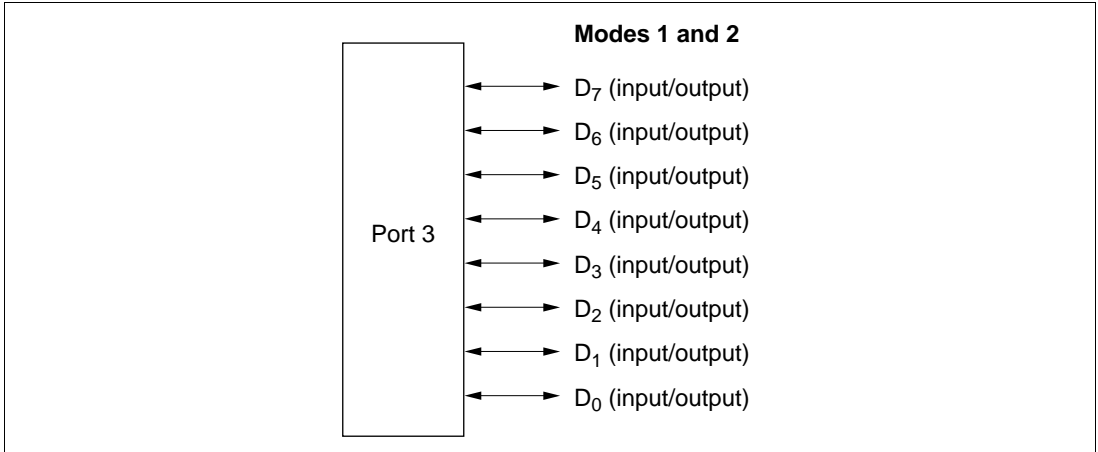 Modes 1 and 2
D₇ (input/output)
D₆ (input/output)
D₅ (input/output)
D₄ (input/output)
Port 3
D₃ (input/output)
D₂ (input/output)
D₁ (input/output)
D₀ (input/output)